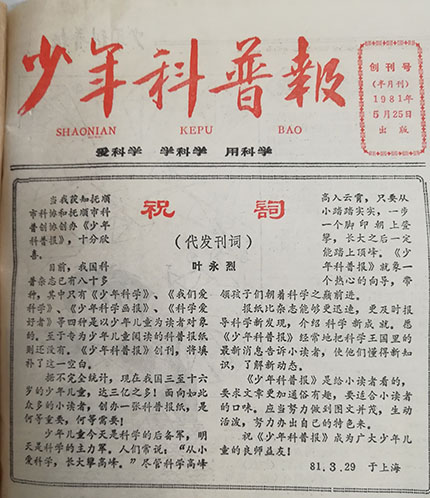 少年科普報
SHAONIAN KEPU BAO
爱科学 学科学 用科学
创刊号
(半月刊)
1981年
5月25日
出版
祝詞
(代发刊词)
叶永烈
当我获知抚顺
市科协和抚顺市科
普创协创办《少年
科普报》,十分欣
喜。
目前,我国科
普杂志已有八十多
种,其中只有《少年科学》、《我们爱
科学》、《少年科学画报》、《科学爱
好者》等四种是以少年儿童为读者对象
的。至于专为少年儿童阅读的科普报纸
则还没有。《少年科普报》创刊,将填
补了这一空白。
据不完全统计,现在我国三至十六
岁的少年儿童,达三亿之多!面向如此
众多的小读者,创办一张科普报纸,是
何等重要,何等需要!
少年儿童今天是科学的后备军,明
天是科学的主力军。人们常说,“从小
爱科学,长大攀高峰。”尽管科学高峰
高入云霄,只要从
小踏踏实实,一步
一个脚印朝上登
攀,长大之后一定
能踏上顶峰。《少
年科普报》就象一
个热心的向导,带
领孩子们朝着科学之巅前进。
报纸比杂志能够更迅速,更及时报
导科学新发现,介绍科学新成就。愿
《少年科普报》经常地把科学王国里的
最新消息告诉小读者,使他们懂得新知
识,了解新动态。
《少年科普报》是给小读者看的,
要求文章更加通俗有趣,要适合小读者
的口味。应当努力做到图文并茂,生动
活泼,努力办出自己的特色来。
祝《少年科普报》成为广大少年儿
童的良师益友!
81.3.29 于上海